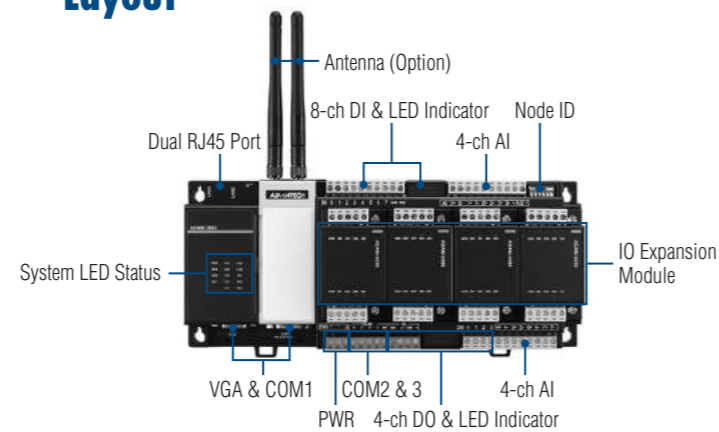 Layout
Antenna (Option)
8-ch DI & LED Indicator
Node ID
Dual RJ45 Port
4-ch AI
ADVANTECH
IO Expansion
Module
System LED Status
VGA & COM1
COM2 & 3
4-ch AI
PWR
4-ch DO & LED Indicator